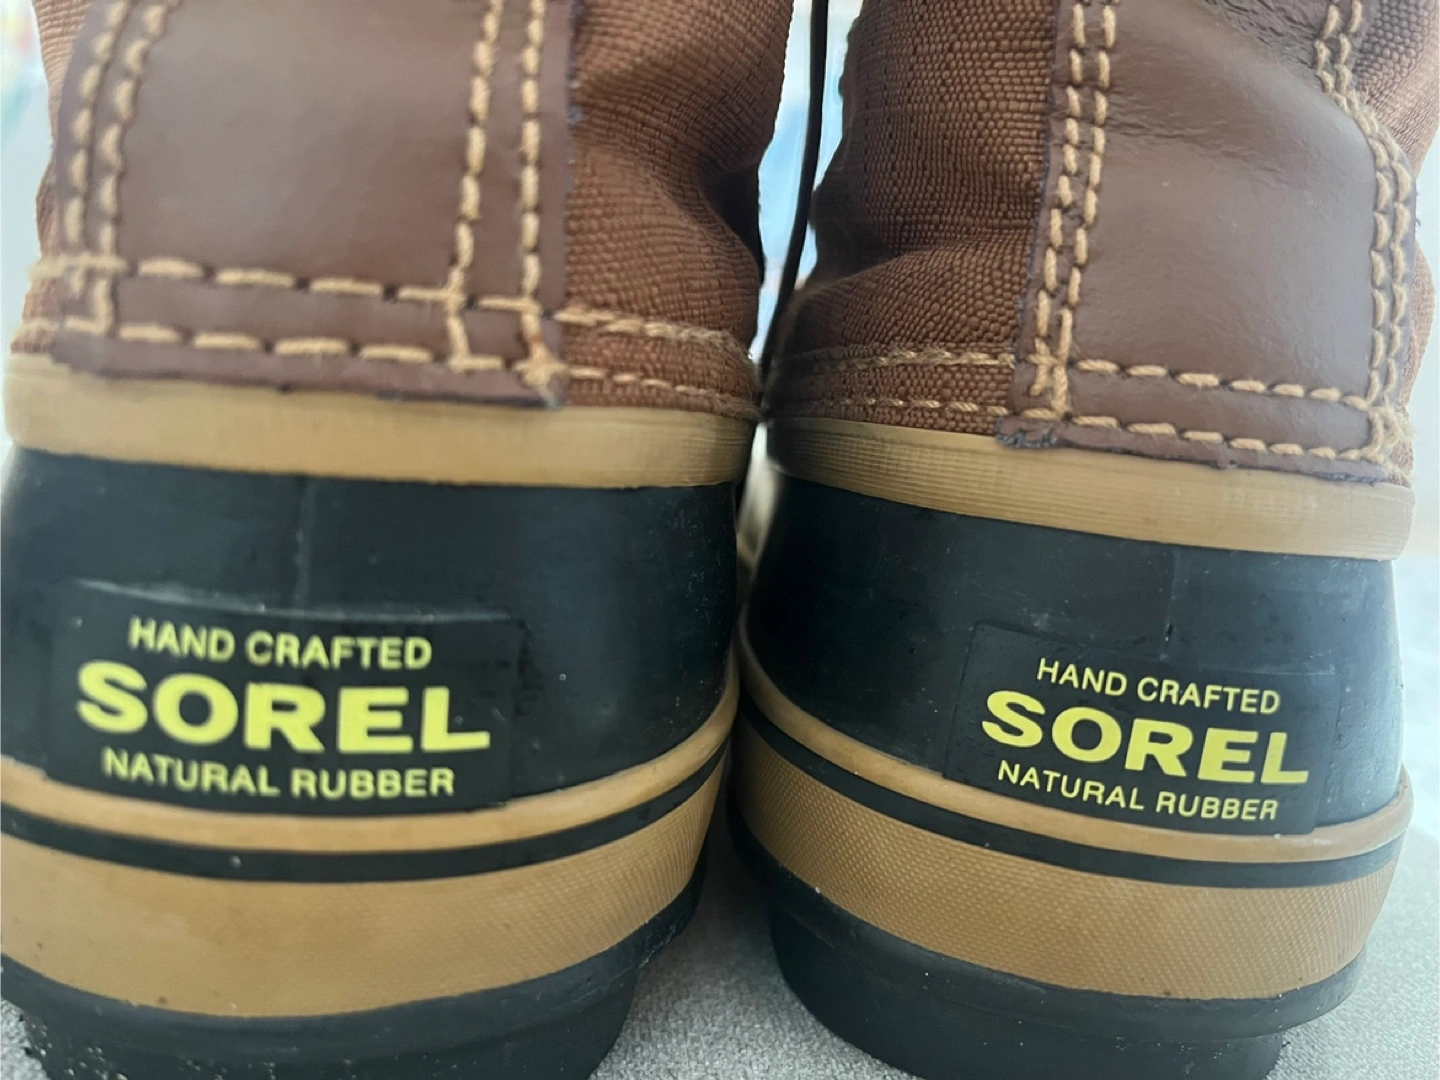 HAND CRAFTED
SOREL
NATURAL RUBBER
HAND CRAFTED
SOREL
NATURAL RUBBER